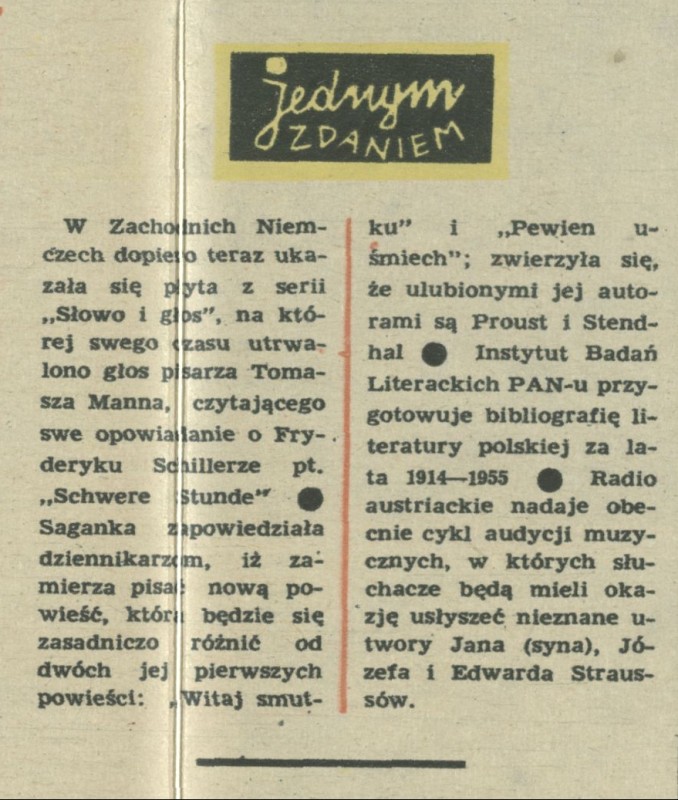 jednym
ZDANIEM
W Zachodnich Niem-
czech dopiero teraz uka-
zała się płyta z serii
„Słowo i głos", na któ-
rej swego czasu utrwa-
lono głos pisarza Toma-
sza Manna, czytającego
swe opowiadanie o Fry-
deryku Schillerze pt.
„Schwere Stunde" ●
Saganka zapowiedziała
dziennikarzom, iż za-
mierza pisać nową po-
wieść, która będzie się
zasadniczo różnić od
dwóch jej pierwszych
powieści: „Witaj smut-
ku" i „Pewien u-
śmiech"; zwierzyła się,
że ulubionymi jej auto-
rami są Proust i Stend-
hal ● Instytut Badań
Literackich PAN-u przy-
gotowuje bibliografię li-
teratury polskiej za la-
ta 1914—1955 ● Radio
austriackie nadaje obe-
cnie cykl audycji muzy-
cznych, w których słu-
chacze będą mieli oka-
zję usłyszeć nieznane u-
twory Jana (syna), Jó-
zefa i Edwarda Straus-
sów.